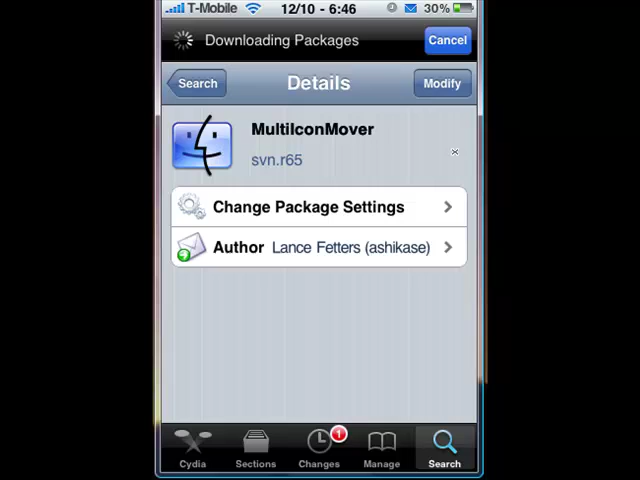 T-Mobile 12/10 - 6:46 30%
Downloading Packages Cancel
Search Details Modify
MultiIconMover
svn.r65
Change Package Settings
Author Lance Fetters (ashikase)
1
Cydia Sections Changes Manage Search